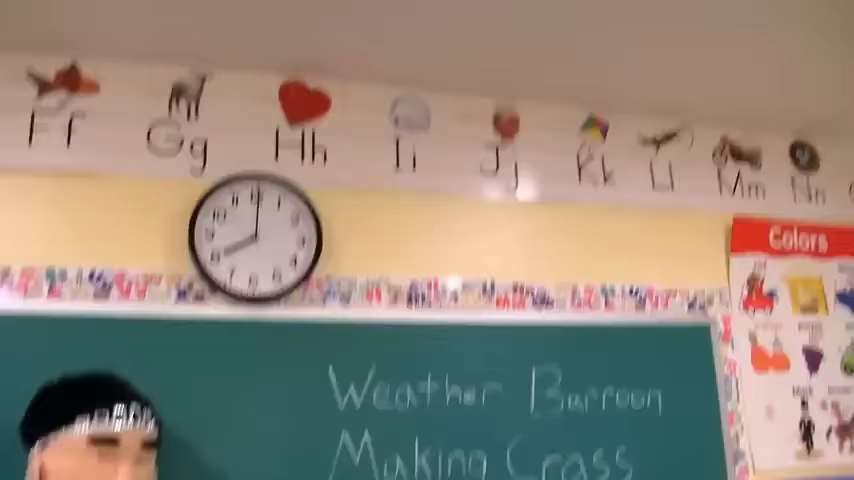 Ff Gg Hh Ii Jj Kk Ll Mm Nn
Colors
Weather Barroon
Making Crass